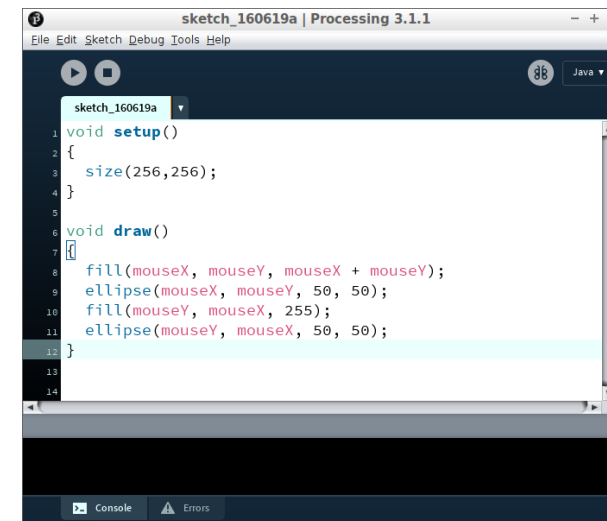 sketch_160619a | Processing 3.1.1
File Edit Sketch Debug Tools Help
Java
sketch_160619a
1 void setup()
2 {
3   size(256,256);
4 }
5
6 void draw()
7 {
8   fill(mouseX, mouseY, mouseX + mouseY);
9   ellipse(mouseX, mouseY, 50, 50);
10   fill(mouseY, mouseX, 255);
11   ellipse(mouseY, mouseX, 50, 50);
12 }
13
14
Console Errors